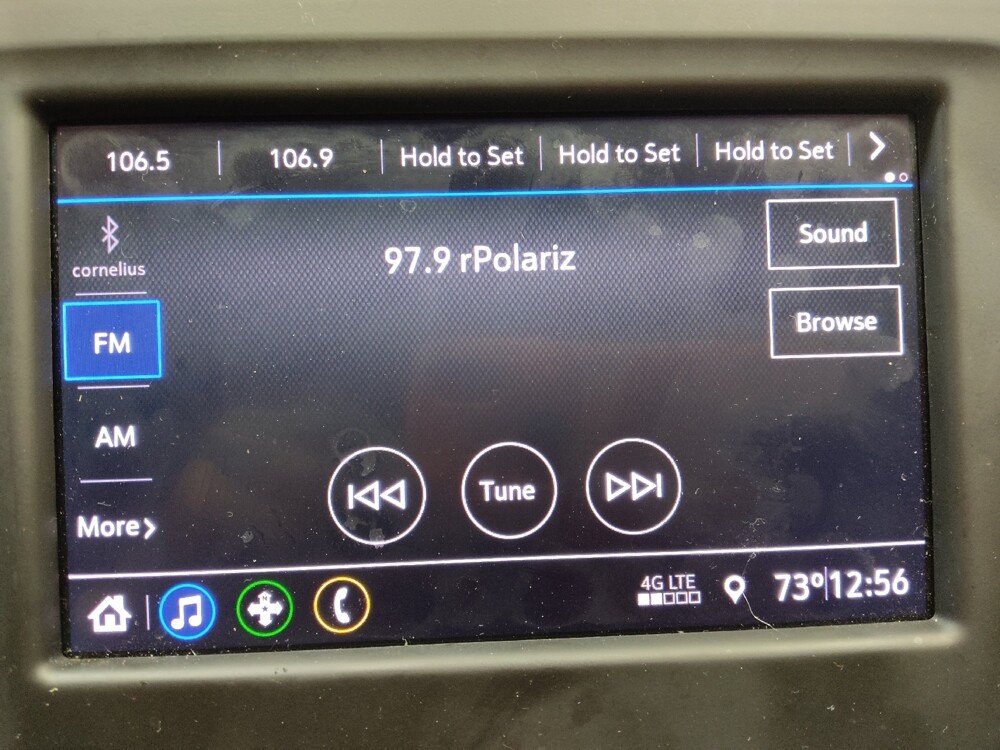 106.5 106.9 Hold to Set Hold to Set Hold to Set
cornelius
97.9 rPolariz
Sound
Browse
FM
AM
More
Tune
4G LTE
73° 12:56